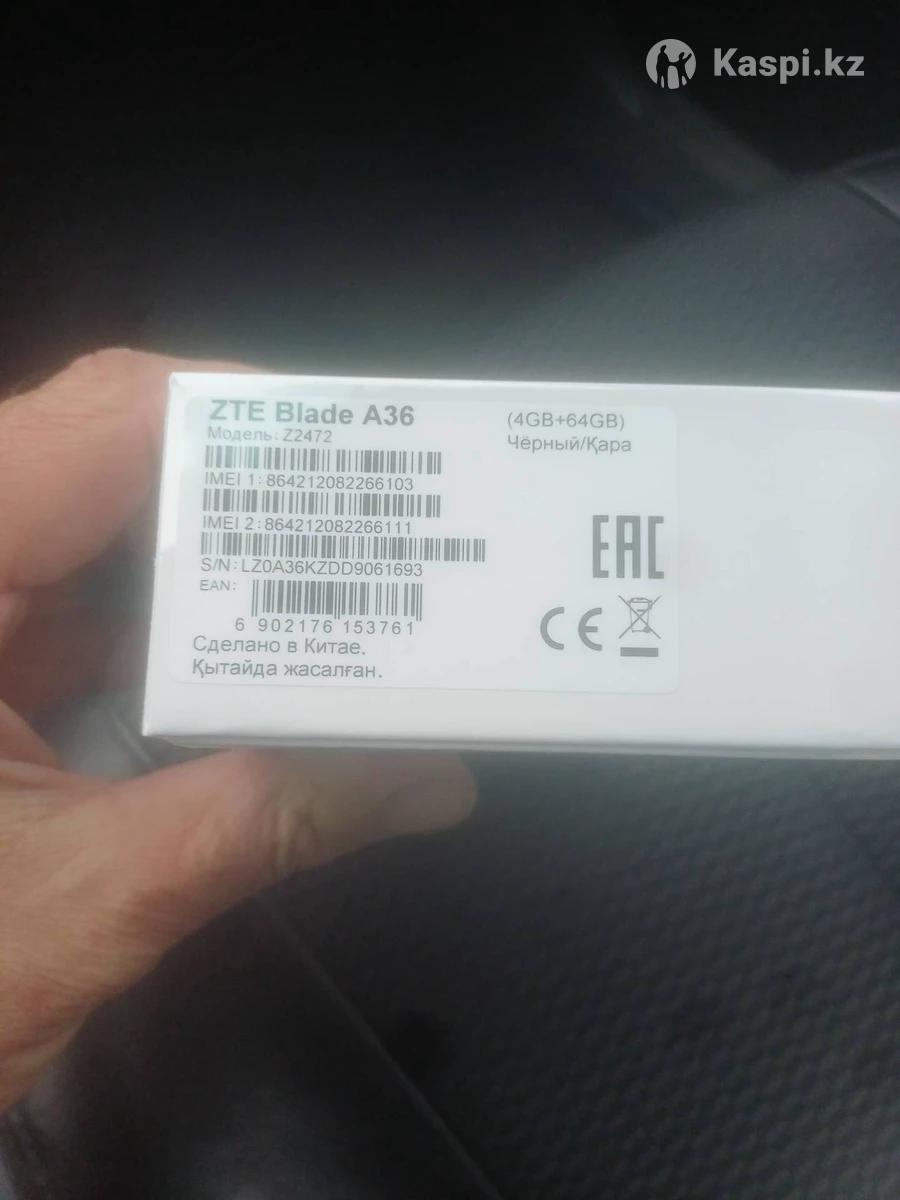 Kaspi.kz
ZTE Blade A36
(4GB+64GB)
Модель: Z2472
Чёрный/Қара
IMEI 1: 864212082266103
IMEI 2: 864212082266111
S/N: LZ0A36KZDD9061693
EAN:
6 902176 153761
EAC
CE
Сделано в Китае.
Қытайда жасалған.